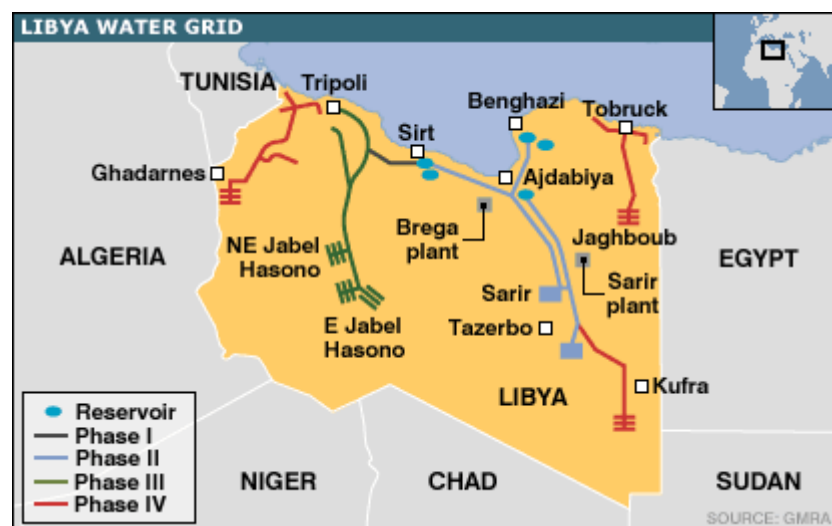 LIBYA WATER GRID
TUNISIA
Tripoli
Benghazi
Tobruck
Sirt
Ghadarnes
Ajdabiya
Brega
plant
Jaghboub
ALGERIA
NE Jabel
Hasono
EGYPT
Sarir
Sarir
plant
E Jabel
Hasono
Tazerbo
LIBYA
Kufra
Reservoir
Phase I
Phase II
Phase III
Phase IV
NIGER
CHAD
SUDAN
SOURCE: GMRA